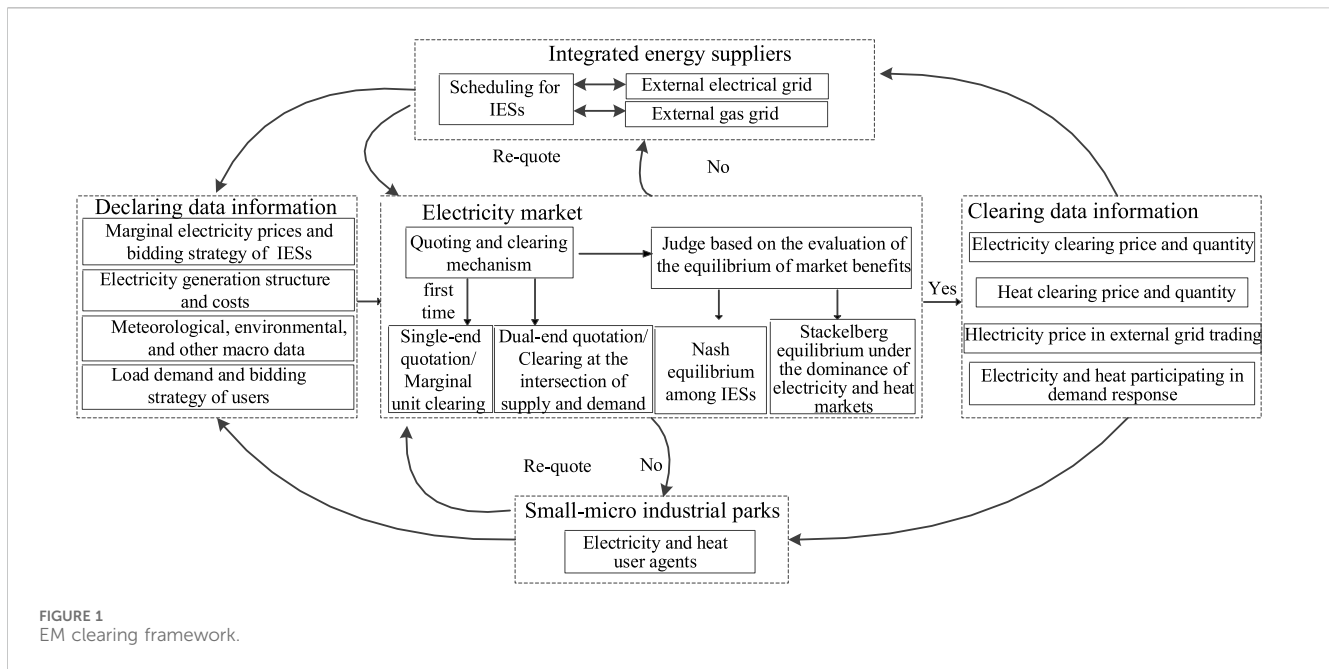 Integrated energy suppliers
Scheduling for
IESs
External electrical grid
External gas grid
Re-quote
No
Declaring data information
Marginal electricity prices and
bidding strategy of IESs
Electricity generation structure
and costs
Meteorological, environmental,
and other macro data
Load demand and bidding
strategy of users
Electricity market
Quoting and clearing
mechanism
Judge based on the evaluation of
the equilibrium of market benefits
first
time
Single-end
quotation/
Marginal
unit clearing
Dual-end quotation/
Clearing at the
intersection of
supply and demand
Nash
equilibrium
among IESs
Stackelberg
equilibrium under
the dominance of
electricity and heat
markets
Yes
Clearing data information
Electricity clearing price and quantity
Heat clearing price and quantity
Hlectricity price in external grid trading
Electricity and heat participating in
demand response
Re-quote
No
Small-micro industrial parks
Electricity and heat
user agents
FIGURE 1
EM clearing framework.